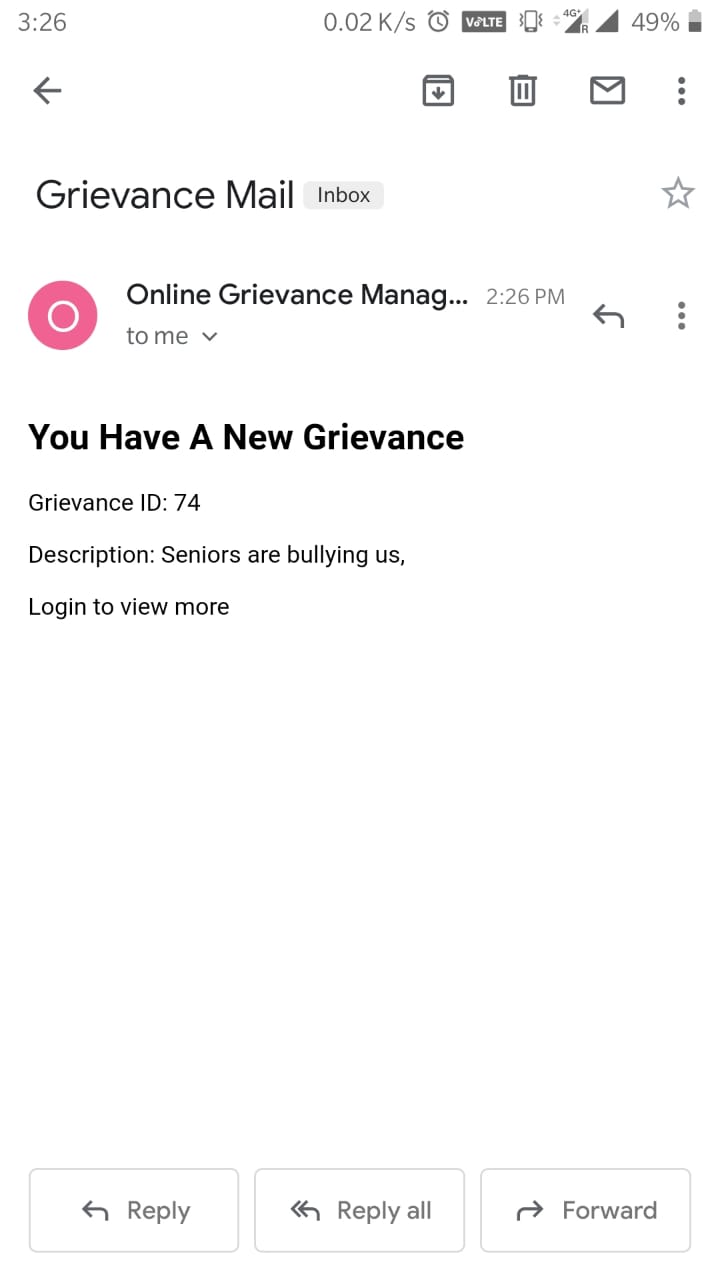 3:26 0.02 K/s VoLTE 4G+ R 49%
Grievance Mail Inbox
O Online Grievance Manag... 2:26 PM
to me
You Have A New Grievance
Grievance ID: 74
Description: Seniors are bullying us,
Login to view more
Reply Reply all Forward